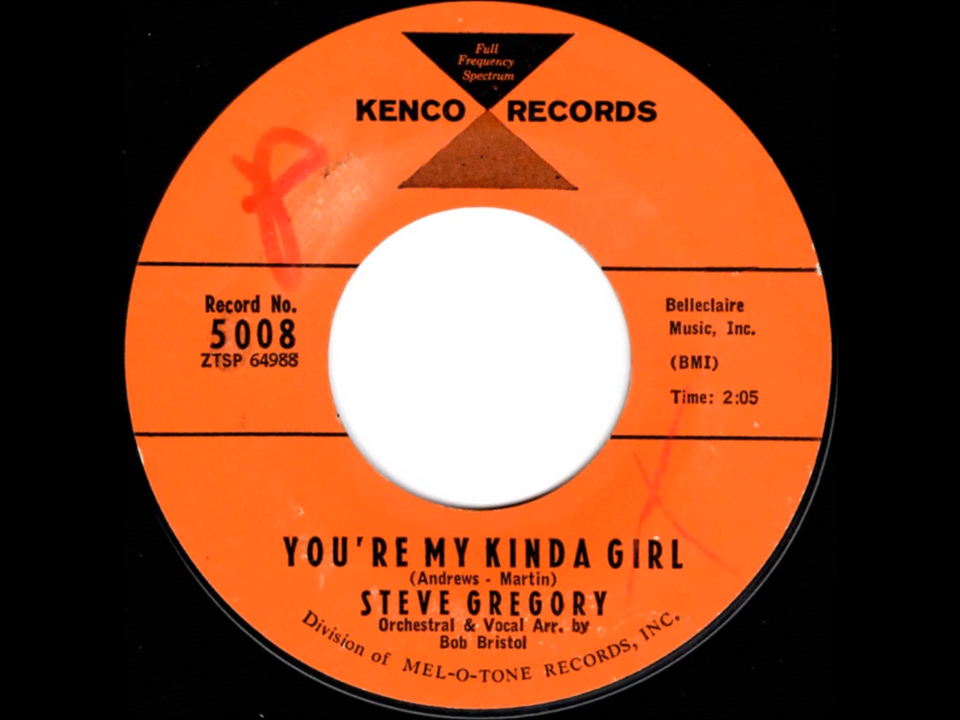 Full
Frequency
Spectrum
KENCO RECORDS
Record No.
5008
ZTSP 64988
Belleclaire
Music, Inc.
(BMI)
Time: 2:05
YOU'RE MY KINDA GIRL
(Andrews - Martin)
STEVE GREGORY
Orchestral & Vocal Arr. by
Bob Bristol
Division of MEL-O-TONE RECORDS, INC.